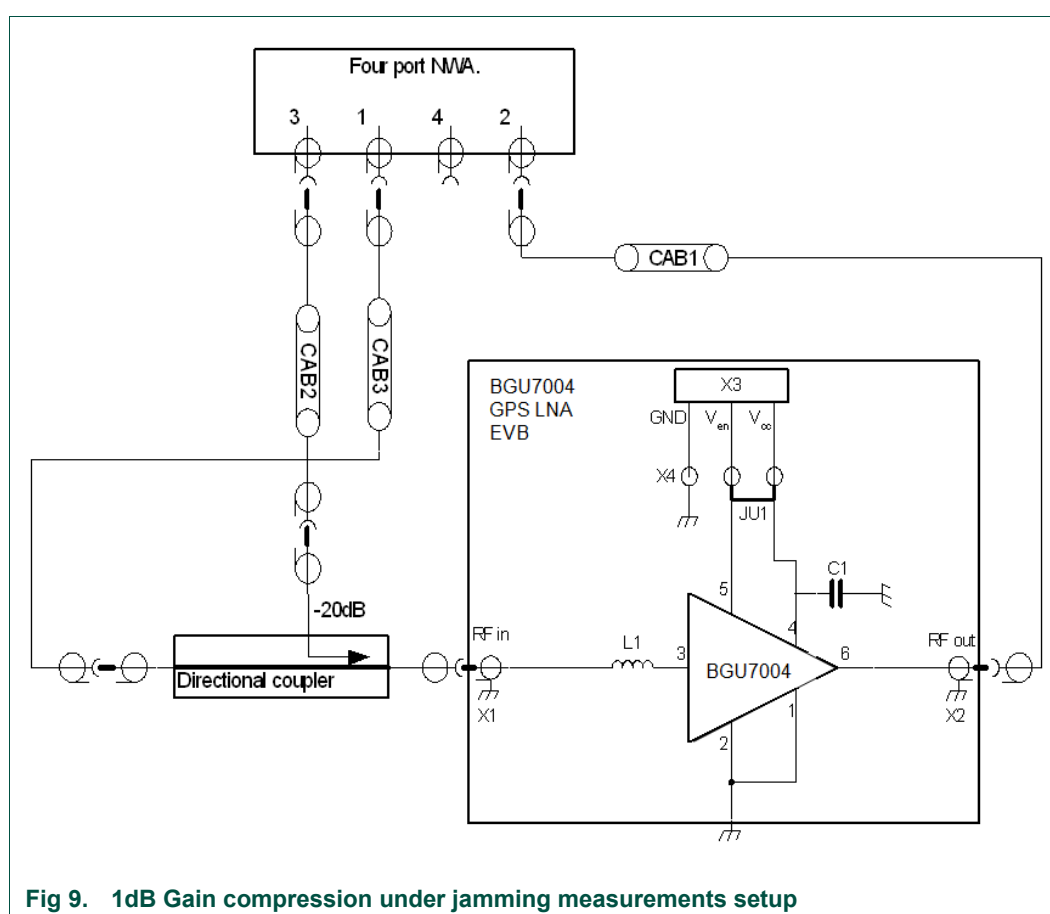 Four port NWA.
3 1 4 2
CAB1
CAB2
CAB3
BGU7004
GPS LNA
EVB
X3
GND Ven Vcc
X4
JU1
C1
5
4
-20dB
RF in
L1
3
BGU7004
6
RF out
Directional coupler
X1
2
1
X2
Fig 9. 1dB Gain compression under jamming measurements setup